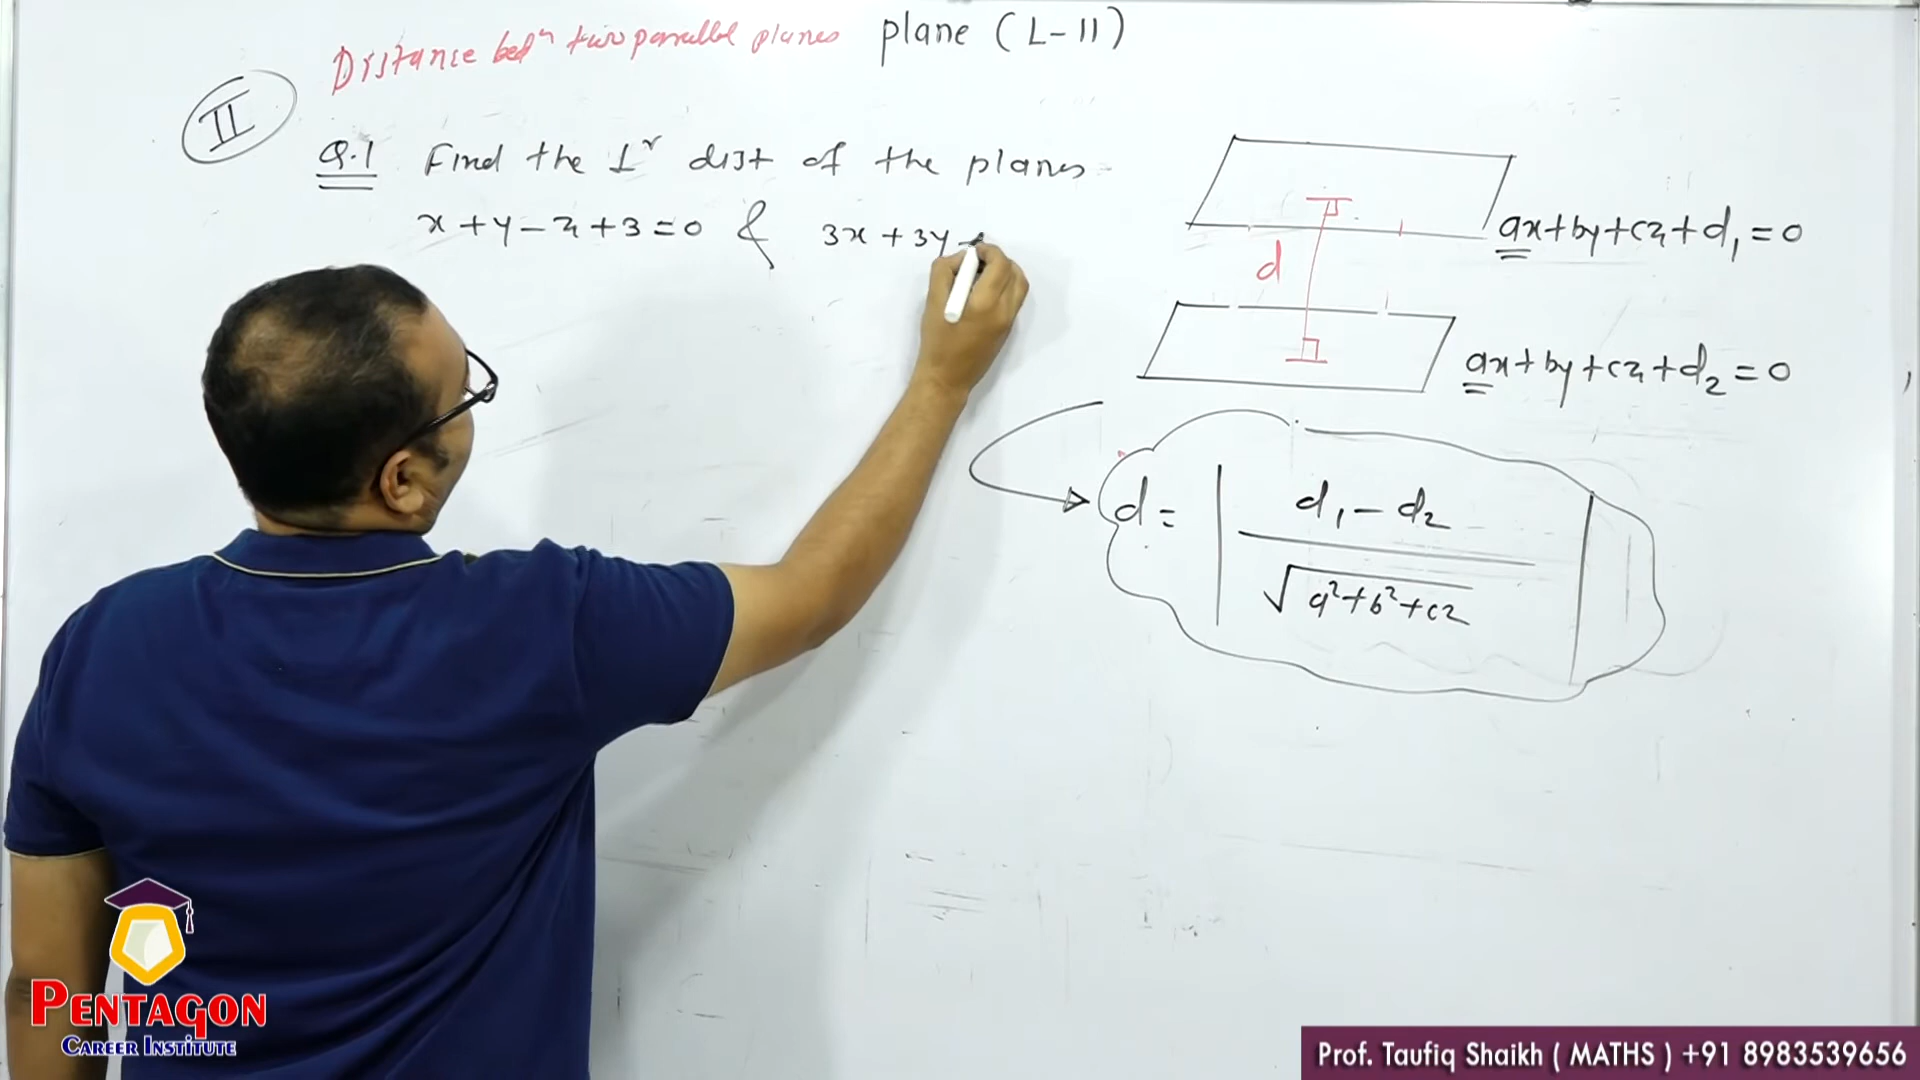 Distance betⁿ two parallel planes plane (L-11)
II
Q.1 Find the ⊥r dist of the planes
x + y - z + 3 = 0 & 3x + 3y -
ax + by + cz + d₁ = 0
d
ax + by + cz + d₂ = 0
d = | d₁ - d₂ / √a² + b² + c2 |
PENTAGON
CAREER INSTITUTE
Prof. Taufiq Shaikh ( MATHS ) +91 8983539656